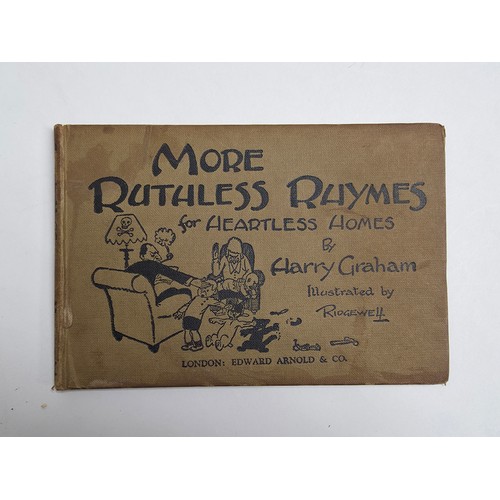 MORE
RUTHLESS RHYMES
for HEARTLESS HOMES
By
Harry Graham
Illustrated by
RIDGEWELL
LONDON: EDWARD ARNOLD & CO.